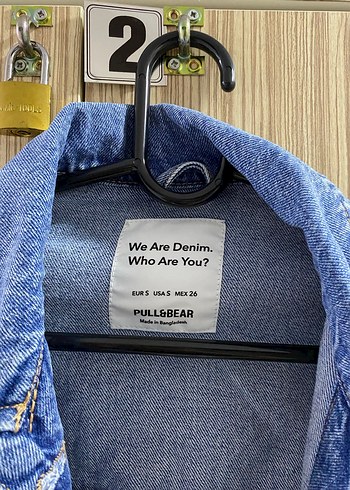 2
We Are Denim.
Who Are You?
EUR S USA S MEX 26
PULL&BEAR
Made in Bangladesh